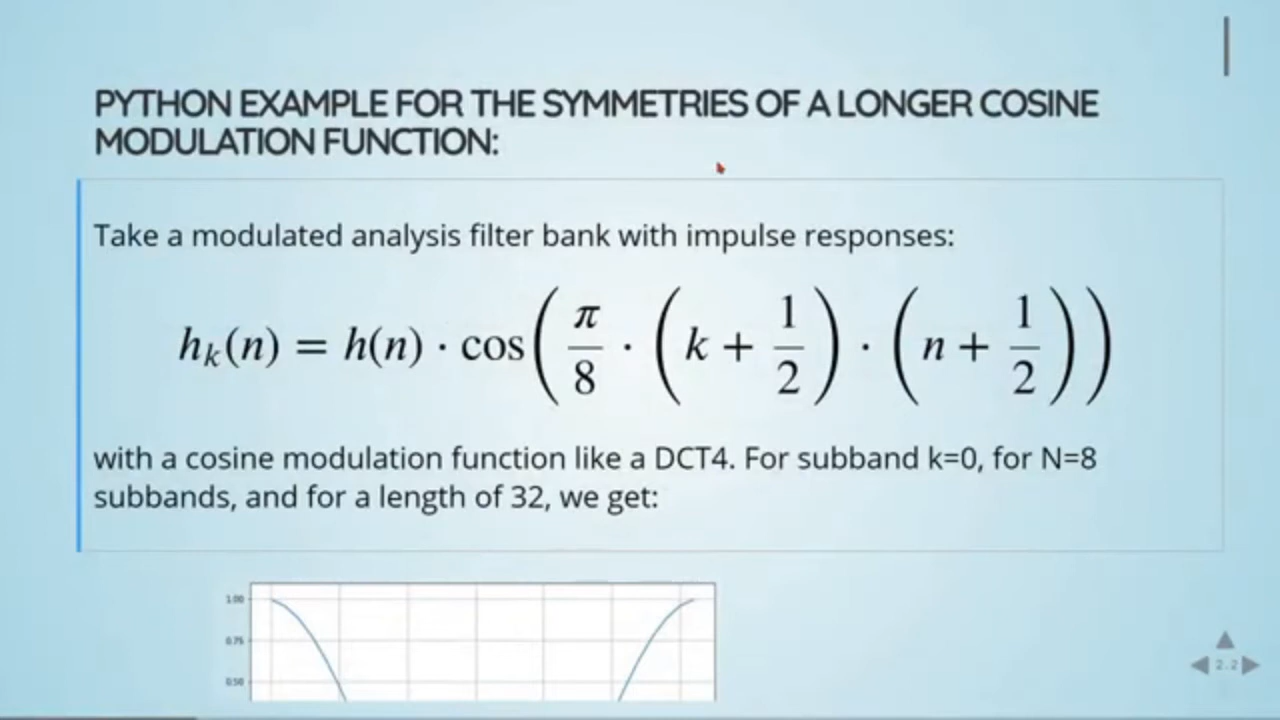 PYTHON EXAMPLE FOR THE SYMMETRIES OF A LONGER COSINE
MODULATION FUNCTION:
Take a modulated analysis filter bank with impulse responses:
hₖ(n) = h(n) · cos(π/8 · (k + 1/2) · (n + 1/2))
with a cosine modulation function like a DCT4. For subband k=0, for N=8
subbands, and for a length of 32, we get:
1.00
0.75
0.50
2.2